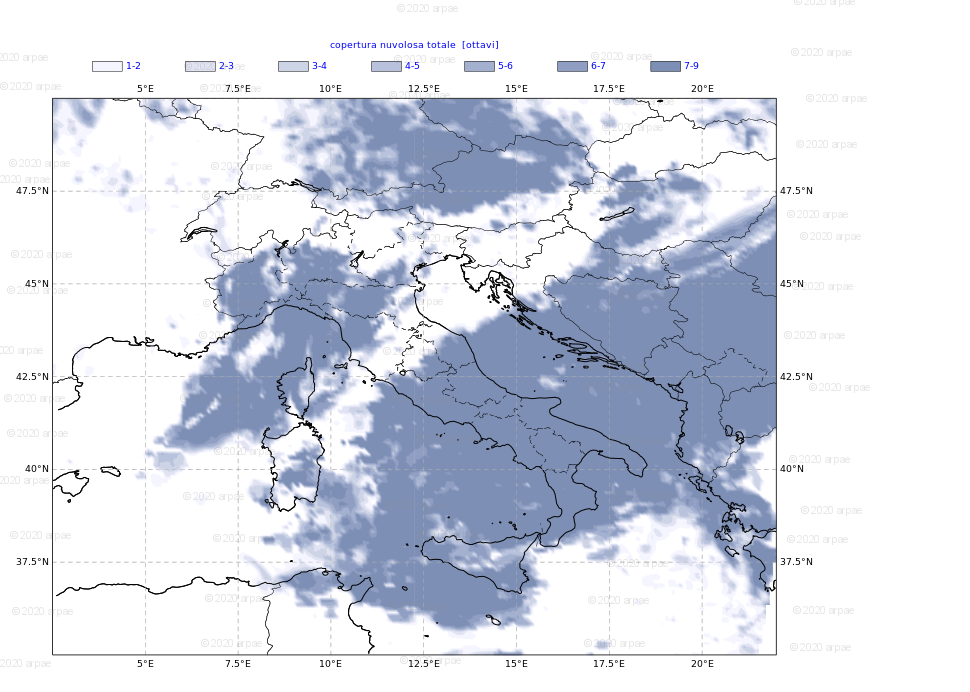 copertura nuvolosa totale [ottavi]
1-2 2-3 3-4 4-5 5-6 6-7 7-9
5°E 7.5°E 10°E 12.5°E 15°E 17.5°E 20°E
47.5°N 47.5°N
45°N 45°N
42.5°N 42.5°N
40°N 40°N
37.5°N 37.5°N
5°E 7.5°E 10°E 12.5°E 15°E 17.5°E 20°E
©2020 arpae